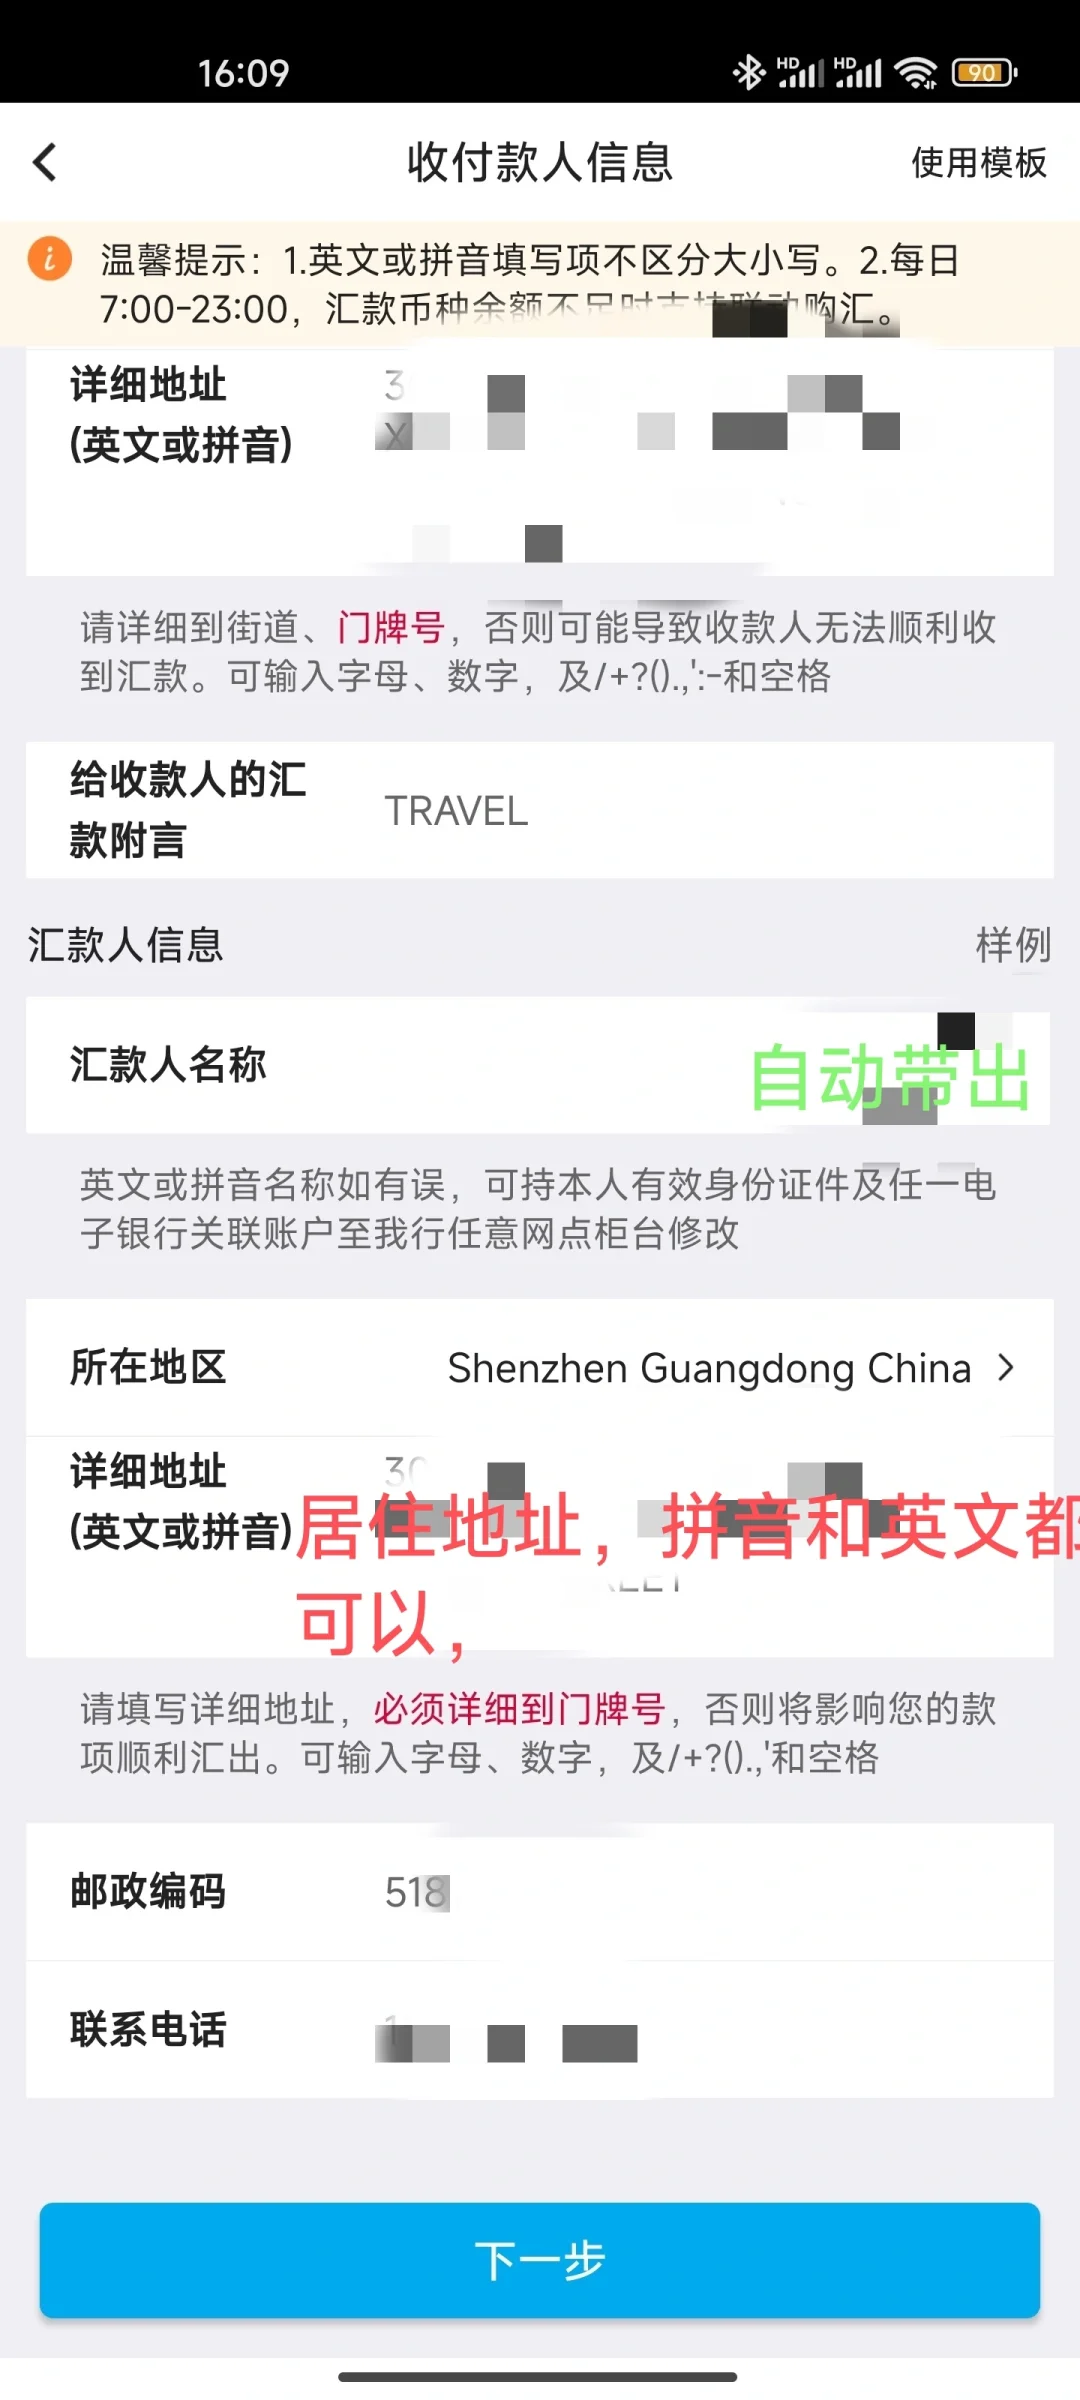 16:09
HD HD 90
收付款人信息 使用模板
温馨提示：1.英文或拼音填写项不区分大小写。2.每日
7:00-23:00，汇款币种余额不足时支持联动购汇。
详细地址 3
(英文或拼音) X
请详细到街道、门牌号，否则可能导致收款人无法顺利收
到汇款。可输入字母、数字，及/+?().,':-和空格
给收款人的汇
款附言
TRAVEL
汇款人信息 样例
汇款人名称
自动带出
英文或拼音名称如有误，可持本人有效身份证件及任一电
子银行关联账户至我行任意网点柜台修改
所在地区 Shenzhen Guangdong China
详细地址 30
(英文或拼音)
居住地址，拼音和英文都
可以，
请填写详细地址，必须详细到门牌号，否则将影响您的款
项顺利汇出。可输入字母、数字，及/+?().,'和空格
邮政编码 518
联系电话 1
下一步